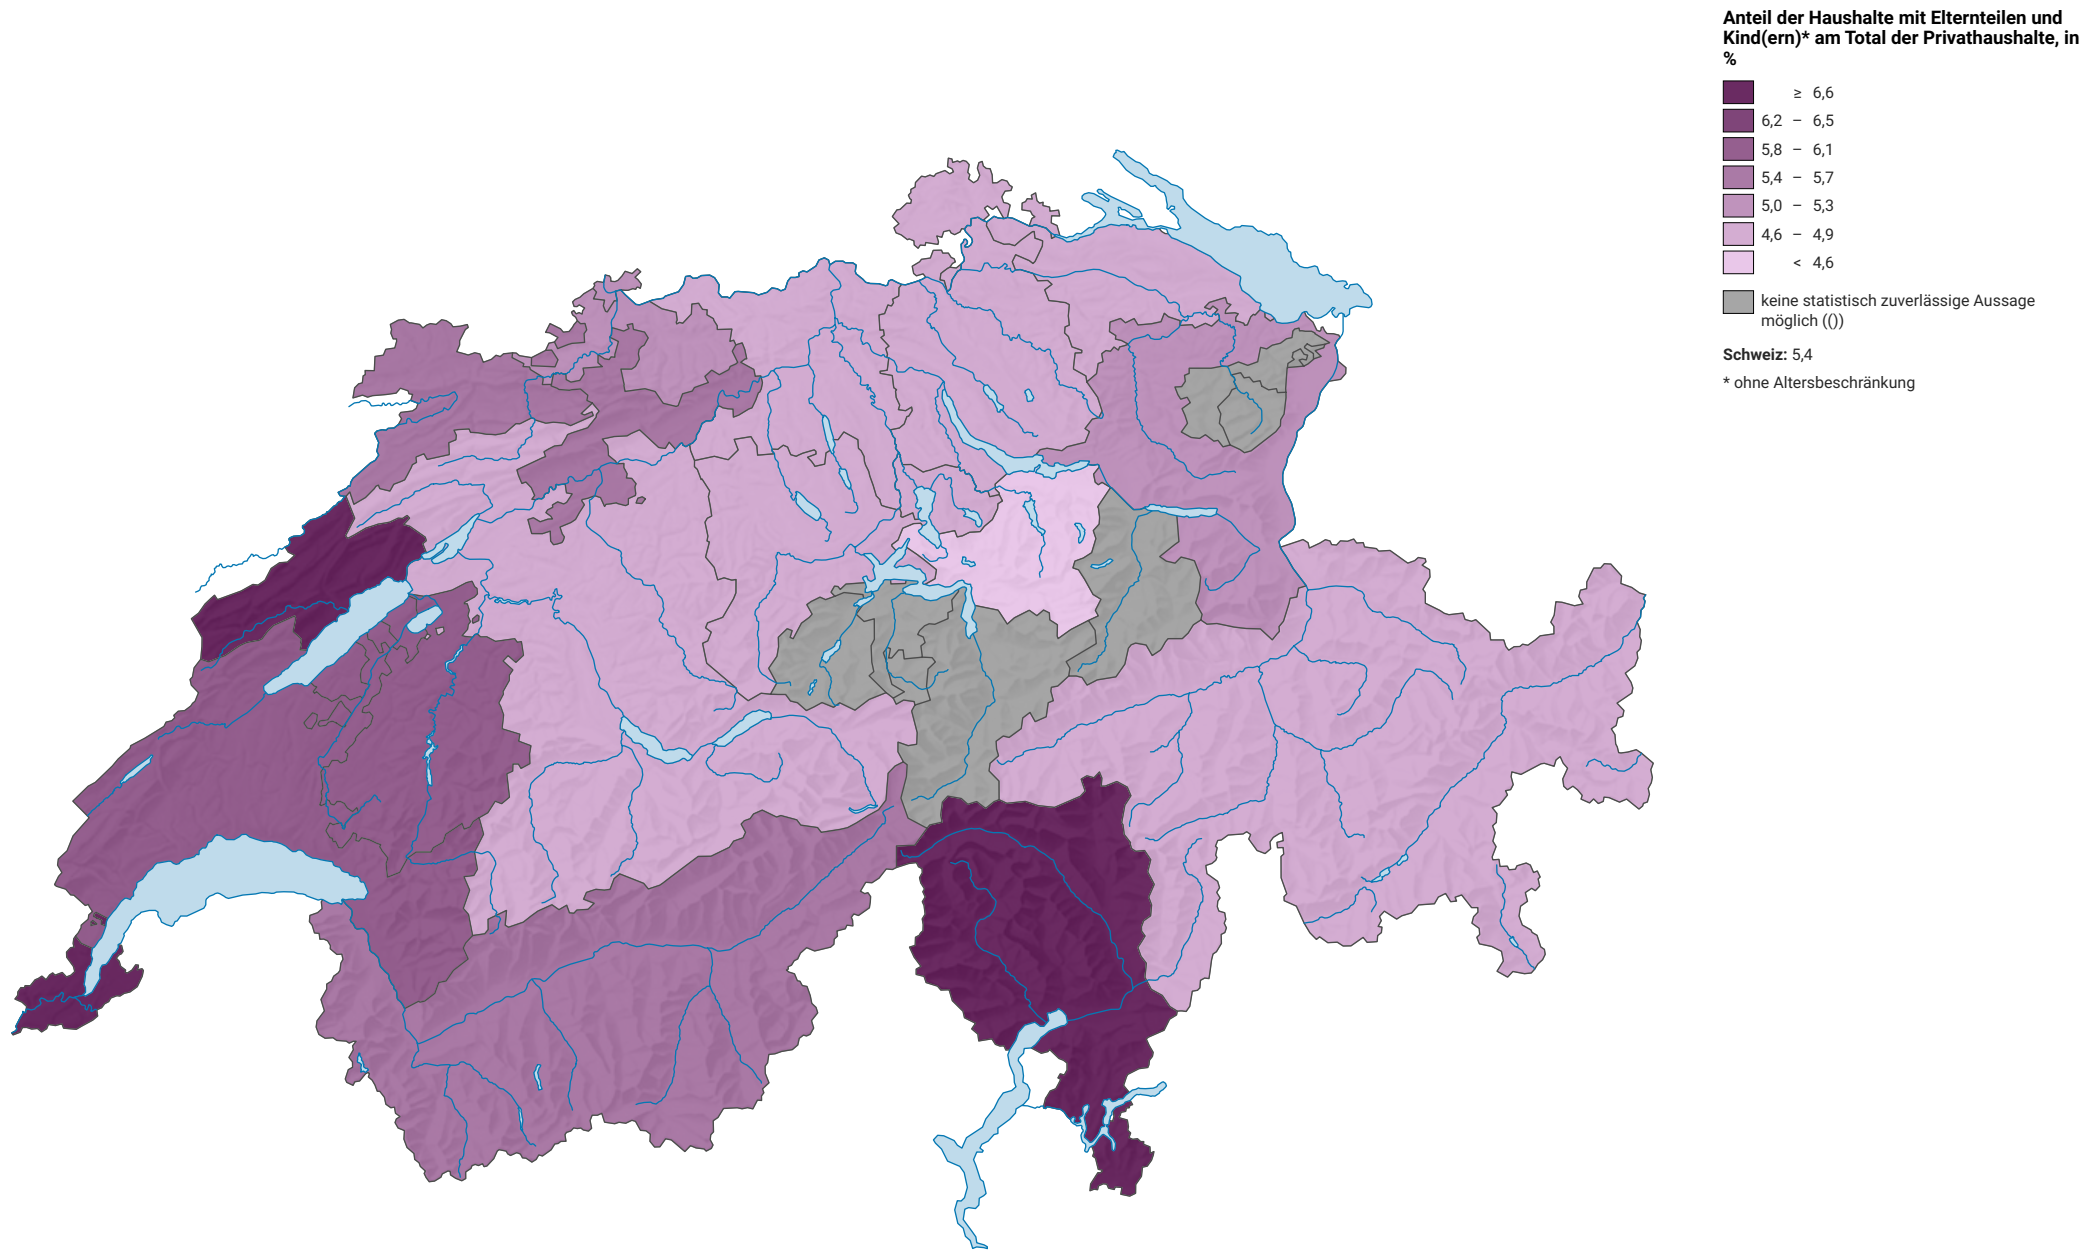 Anteil der Haushalte mit Elternteilen und
Kind(ern)* am Total der Privathaushalte, in
%
≥ 6,6
6,2 – 6,5
5,8 – 6,1
5,4 – 5,7
5,0 – 5,3
4,6 – 4,9
< 4,6
keine statistisch zuverlässige Aussage
möglich (())
Schweiz: 5,4
* ohne Altersbeschränkung